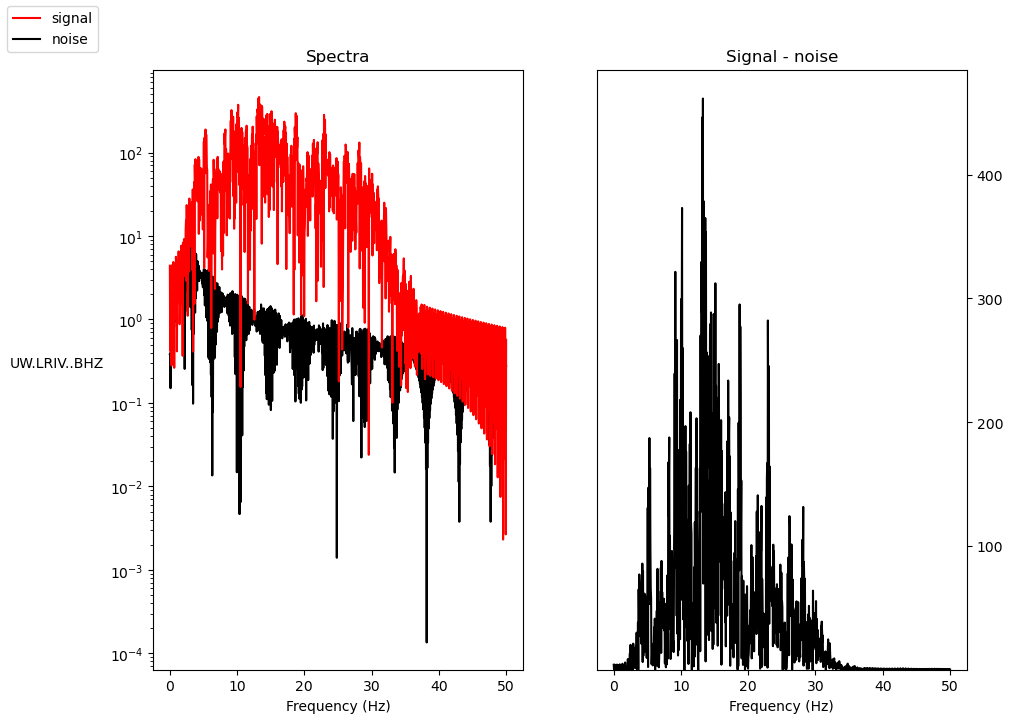 signal
noise
Spectra
Signal - noise
10²
10¹
10⁰
10⁻¹
10⁻²
10⁻³
10⁻⁴
400
300
200
100
UW.LRIV..BHZ
0 10 20 30 40 50
0 10 20 30 40 50
Frequency (Hz)
Frequency (Hz)